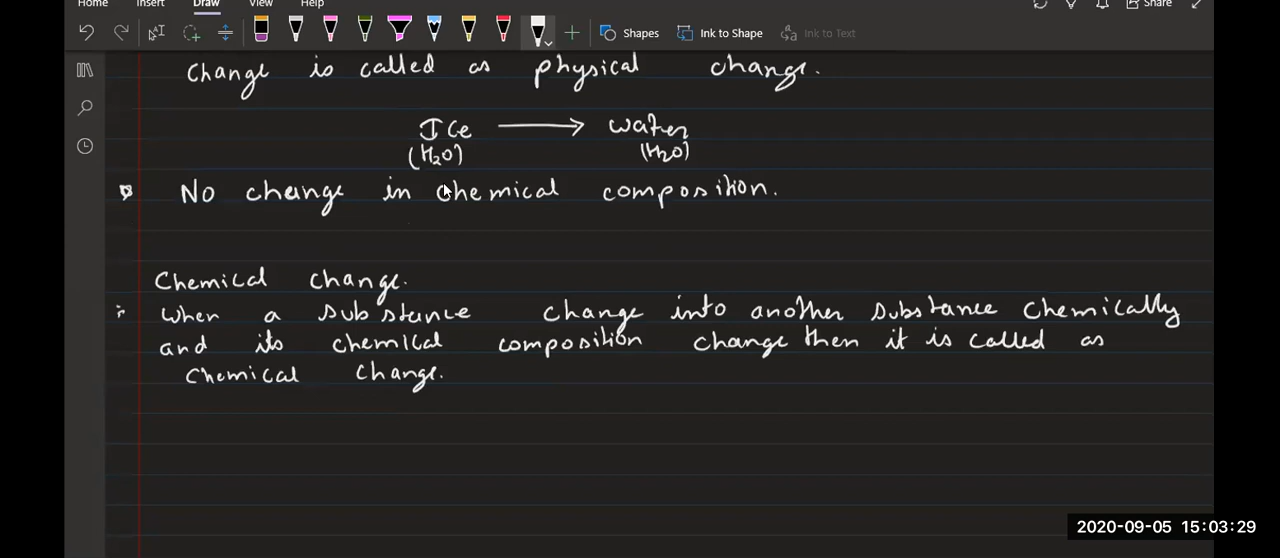 Home Insert Draw View Help Share
Shapes Ink to Shape Ink to Text
change is called as physical change.
Ice → water
(H₂O) (H₂O)
No change in chemical composition.
Chemical change.
when a substance change into another substance chemically
and its chemical composition change then it is called as
chemical change.
2020-09-05 15:03:29